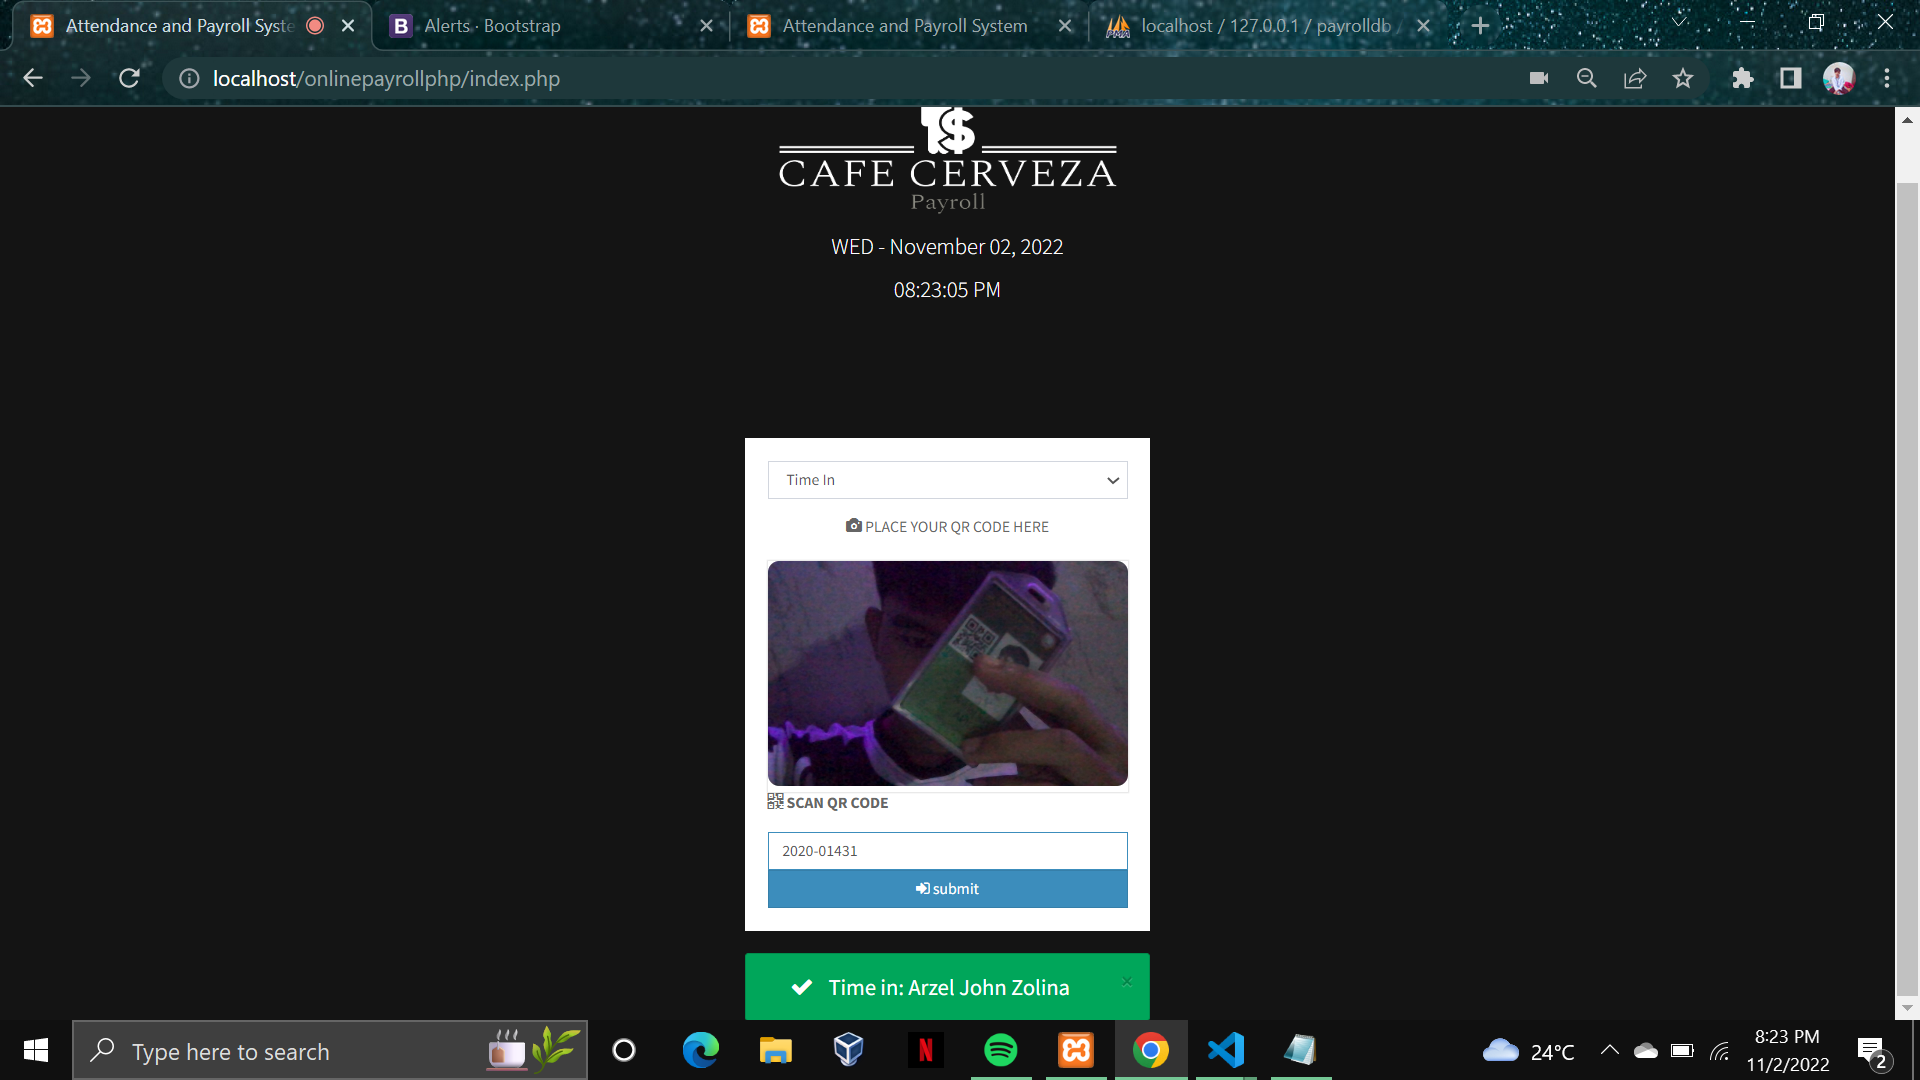 Attendance and Payroll Syste
Alerts · Bootstrap
Attendance and Payroll System
localhost / 127.0.0.1 / payrolldb
localhost/onlinepayrollphp/index.php
CAFE CERVEZA
Payroll
WED - November 02, 2022
08:23:05 PM
Time In
PLACE YOUR QR CODE HERE
SCAN QR CODE
2020-01431
submit
Time in: Arzel John Zolina
×
Type here to search
24°C
8:23 PM
11/2/2022
2